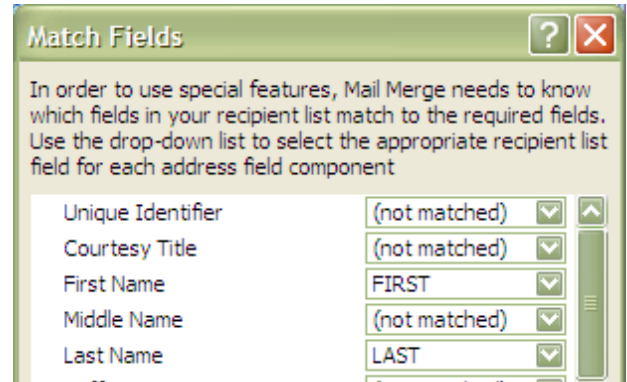 Match Fields
In order to use special features, Mail Merge needs to know
which fields in your recipient list match to the required fields.
Use the drop-down list to select the appropriate recipient list
field for each address field component
Unique Identifier (not matched)
Courtesy Title (not matched)
First Name FIRST
Middle Name (not matched)
Last Name LAST